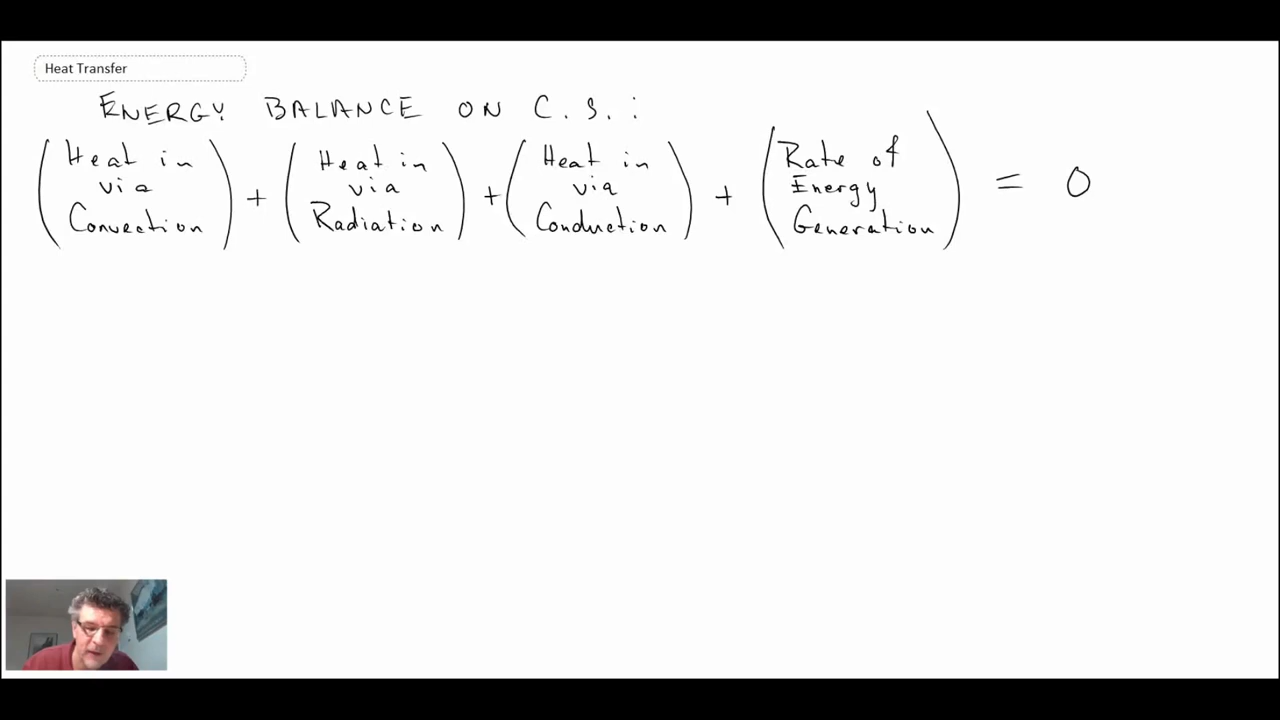 Heat Transfer
ENERGY BALANCE ON C.S.:
(Heat in via Convection) + (Heat in via Radiation) + (Heat in via Conduction) + (Rate of Energy Generation) = 0